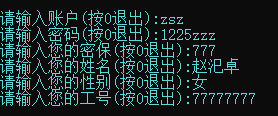 请输入账户(按0退出):zsz
请输入密码(按0退出):1225zzz
请输入您的密保(按0退出):777
请输入您的姓名(按0退出):赵汜卓
请输入您的性别(按0退出):女
请输入您的工号(按0退出):77777777